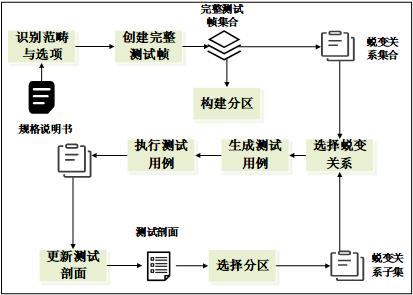 识别范畴
与选项
创建完整
测试帧
完整测试
帧集合
蜕变关
系集合
规格说明书
构建分区
执行测试
用例
生成测试
用例
选择蜕变
关系
更新测试
剖面
测试剖面
选择分区
蜕变关
系子集